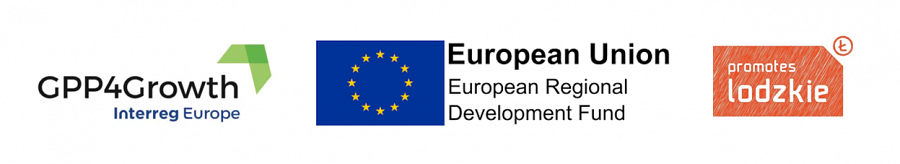 GPP4Growth
Interreg Europe
European Union
European Regional
Development Fund
promotes
lodzkie
Ł